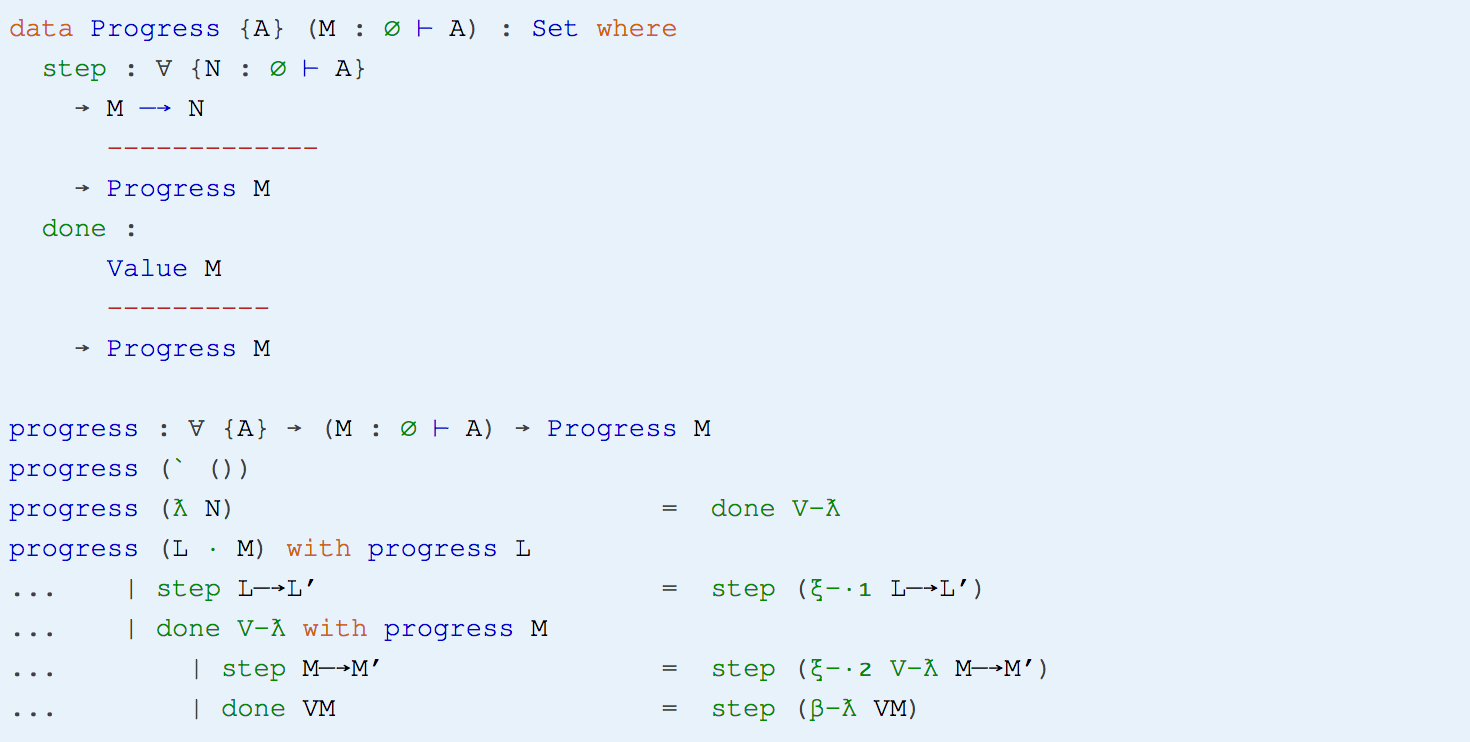 data Progress {A} (M : ∅ ⊢ A) : Set where
  step : ∀ {N : ∅ ⊢ A}
    → M —→ N
      -------------
    → Progress M
  done :
      Value M
      ----------
    → Progress M

progress : ∀ {A} → (M : ∅ ⊢ A) → Progress M
progress (` ())
progress (ƛ N)                          =  done V-ƛ
progress (L · M) with progress L
...    | step L—→L′                     =  step (ξ-·₁ L—→L′)
...    | done V-ƛ with progress M
...        | step M—→M′                 =  step (ξ-·₂ V-ƛ M—→M′)
...        | done VM                    =  step (β-ƛ VM)